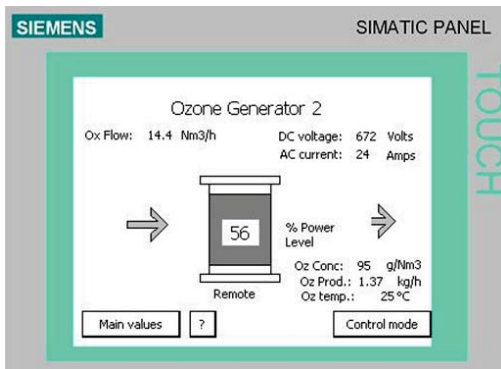 SIEMENS
SIMATIC PANEL
TOUCH
Ozone Generator 2
Ox Flow: 14.4 Nm3/h
DC voltage: 672 Volts
AC current: 24 Amps
56
% Power
Level
Oz Conc: 95 g/Nm3
Oz Prod.: 1.37 kg/h
Oz temp.: 25 °C
Remote
Main values
?
Control mode